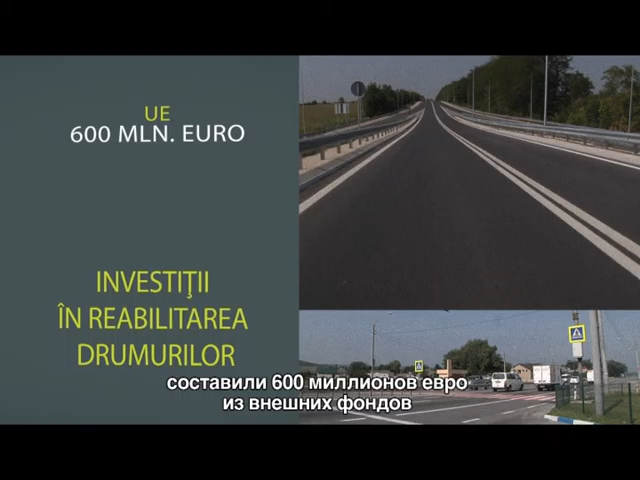 UE
600 MLN. EURO
INVESTIŢII
ÎN REABILITAREA
DRUMURILOR
составили 600 миллионов евро
из внешних фондов